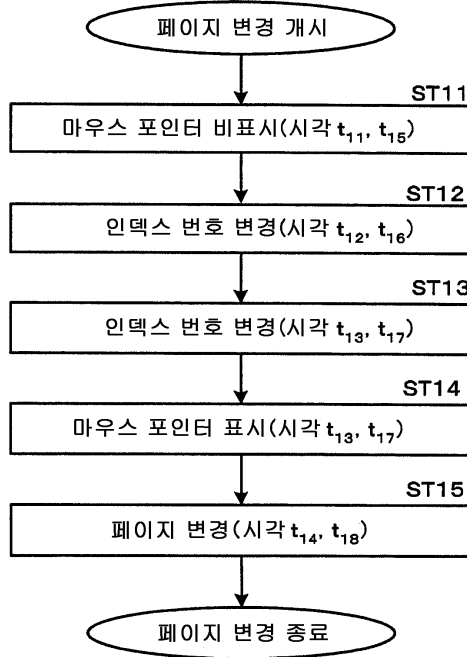 페이지 변경 개시
ST11
마우스 포인터 비표시(시각 t₁₁, t₁₅)
ST12
인덱스 번호 변경(시각 t₁₂, t₁₆)
ST13
인덱스 번호 변경(시각 t₁₃, t₁₇)
ST14
마우스 포인터 표시(시각 t₁₃, t₁₇)
ST15
페이지 변경(시각 t₁₄, t₁₈)
페이지 변경 종료